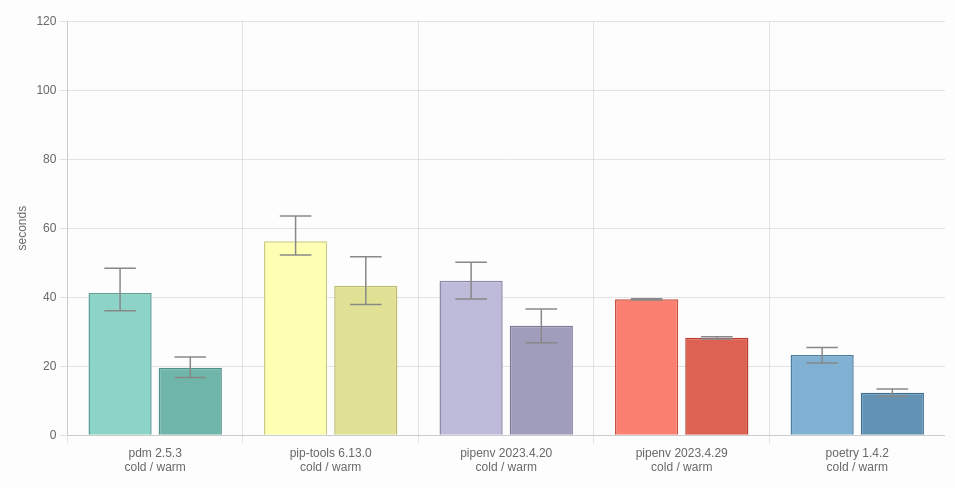 120
100
80
60
40
20
0
seconds
pdm 2.5.3
cold / warm
pip-tools 6.13.0
cold / warm
pipenv 2023.4.20
cold / warm
pipenv 2023.4.29
cold / warm
poetry 1.4.2
cold / warm